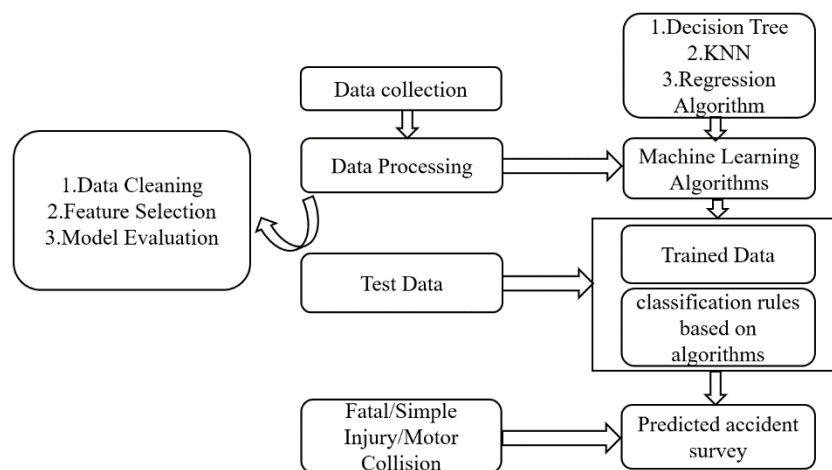 1.Decision Tree
2.KNN
3.Regression
Algorithm
Data collection
Data Processing
Machine Learning
Algorithms
1.Data Cleaning
2.Feature Selection
3.Model Evaluation
Trained Data
Test Data
classification rules
based on
algorithms
Fatal/Simple
Injury/Motor
Collision
Predicted accident
survey